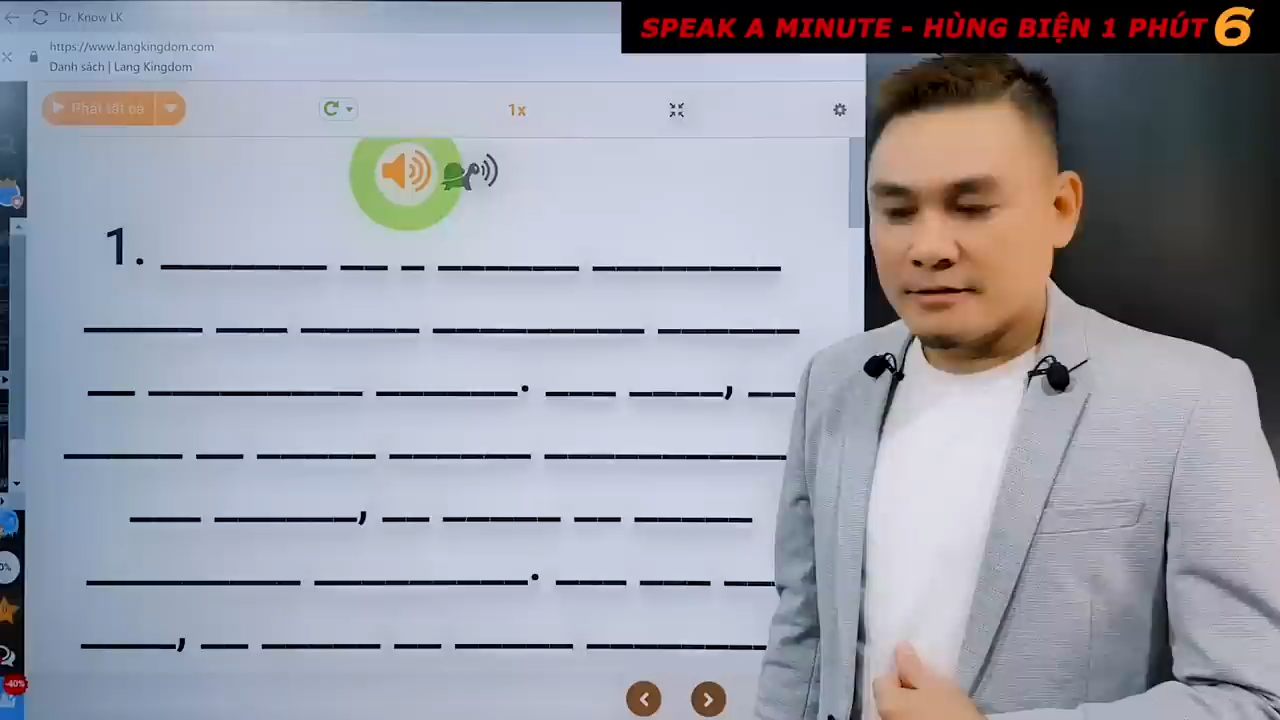 Dr. Know LK
SPEAK A MINUTE - HÙNG BIỆN 1 PHÚT 6
https://www.langkingdom.com
Danh sách | Lang Kingdom
Phát tất cả
1x
1.
-40%